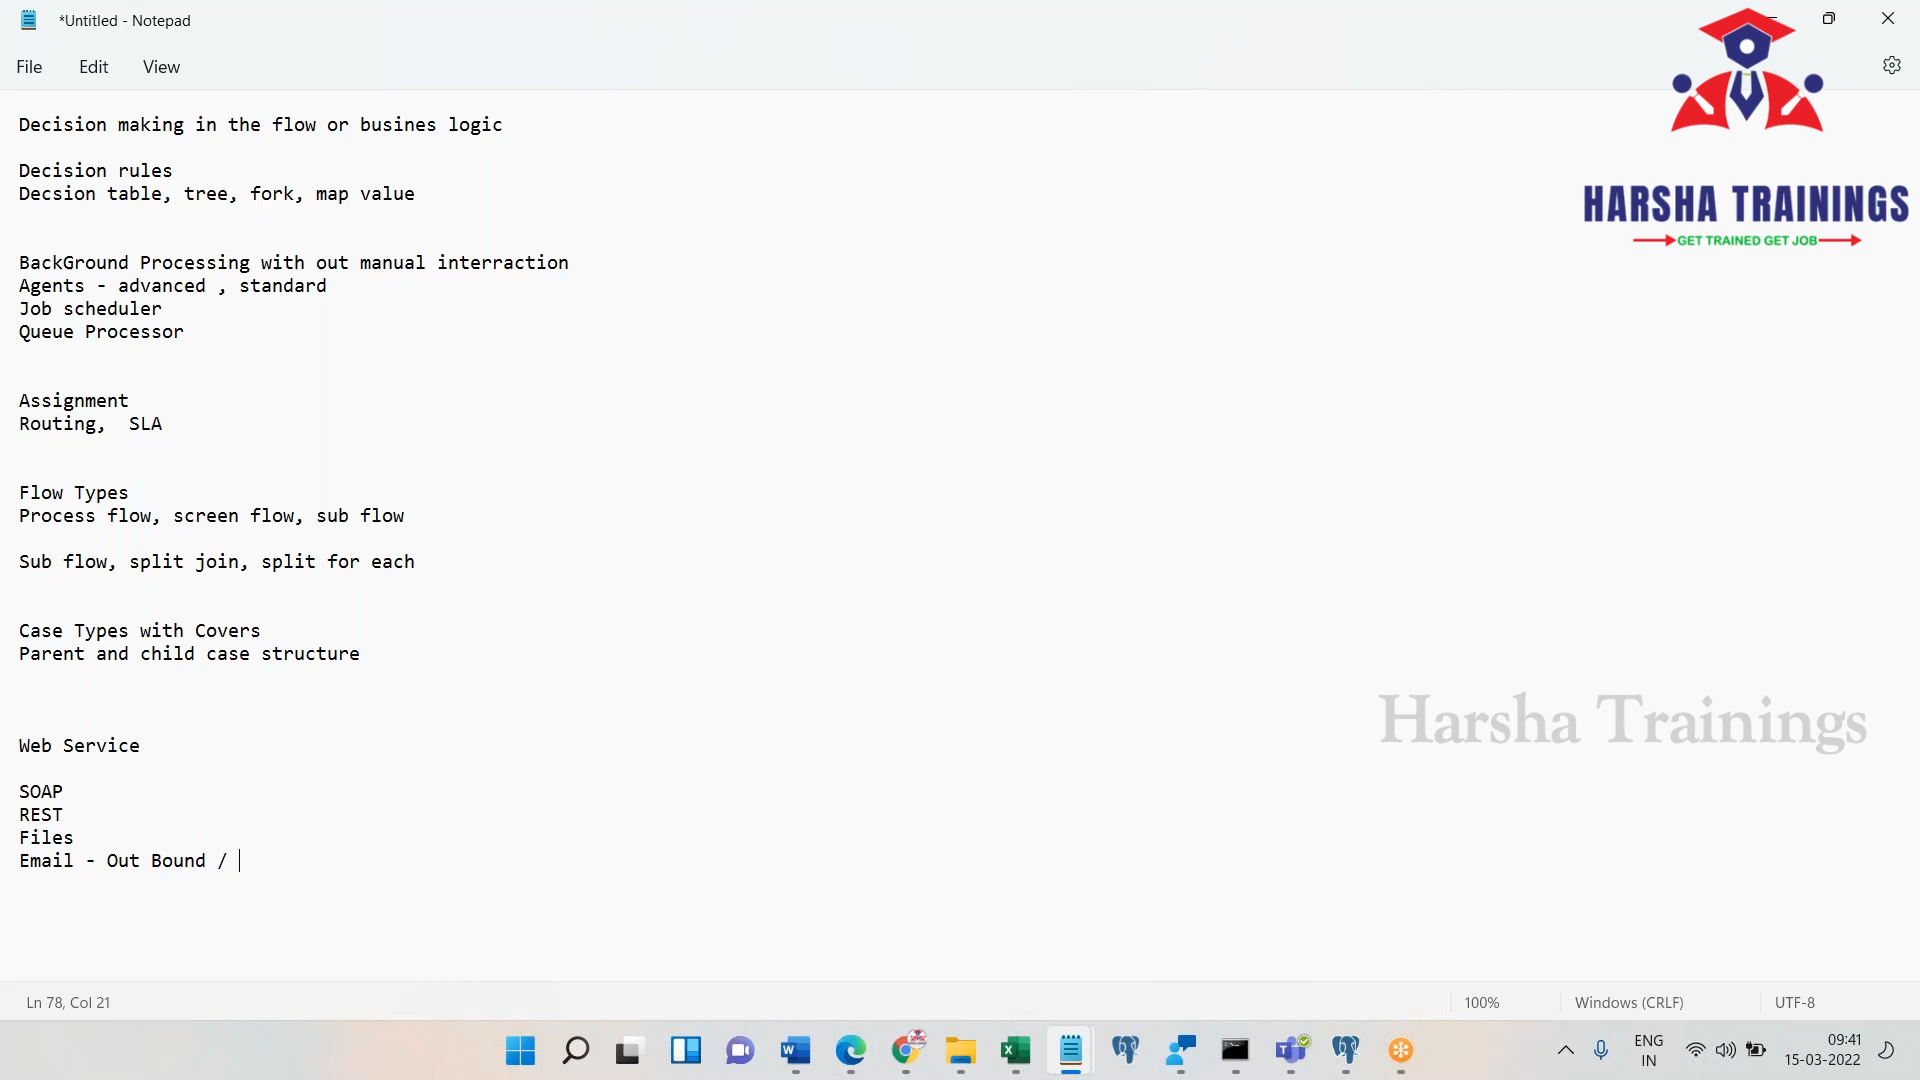 *Untitled - Notepad
File Edit View
HARSHA TRAININGS
GET TRAINED GET JOB
Decision making in the flow or busines logic
Decision rules
Decsion table, tree, fork, map value
BackGround Processing with out manual interraction
Agents - advanced , standard
Job scheduler
Queue Processor
Assignment
Routing,  SLA
Flow Types
Process flow, screen flow, sub flow
Sub flow, split join, split for each
Case Types with Covers
Parent and child case structure
Harsha Trainings
Web Service
SOAP
REST
Files
Email - Out Bound /
Ln 78, Col 21 100% Windows (CRLF) UTF-8
ENG
IN
09:41
15-03-2022